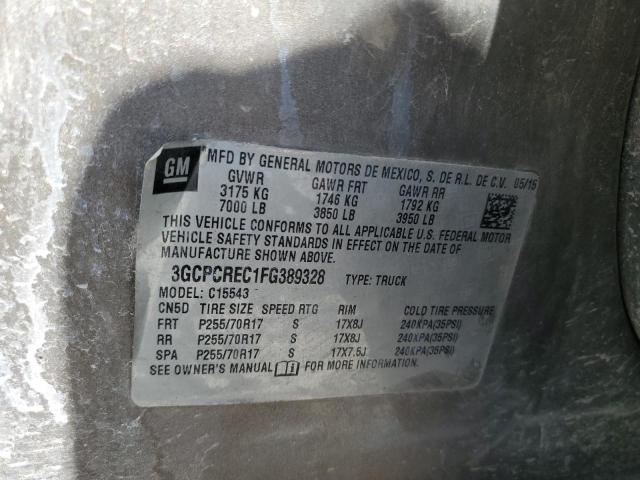 GM
MFD BY GENERAL MOTORS DE MEXICO, S. DE R.L. DE C.V. 05/15
GVWR GAWR FRT GAWR RR
3175 KG 1746 KG 1792 KG
7000 LB 3850 LB 3950 LB
THIS VEHICLE CONFORMS TO ALL APPLICABLE U.S. FEDERAL MOTOR
VEHICLE SAFETY STANDARDS IN EFFECT ON THE DATE OF
MANUFACTURE SHOWN ABOVE.
3GCPCREC1FG389328 TYPE: TRUCK
MODEL: C15543
CN5D TIRE SIZE SPEED RTG RIM COLD TIRE PRESSURE
FRT P255/70R17 S 17X8J 240KPA(35PSI)
RR P255/70R17 S 17X8J 240KPA(35PSI)
SPA P255/70R17 S 17X7.5J 240KPA(35PSI)
SEE OWNER'S MANUAL FOR MORE INFORMATION.